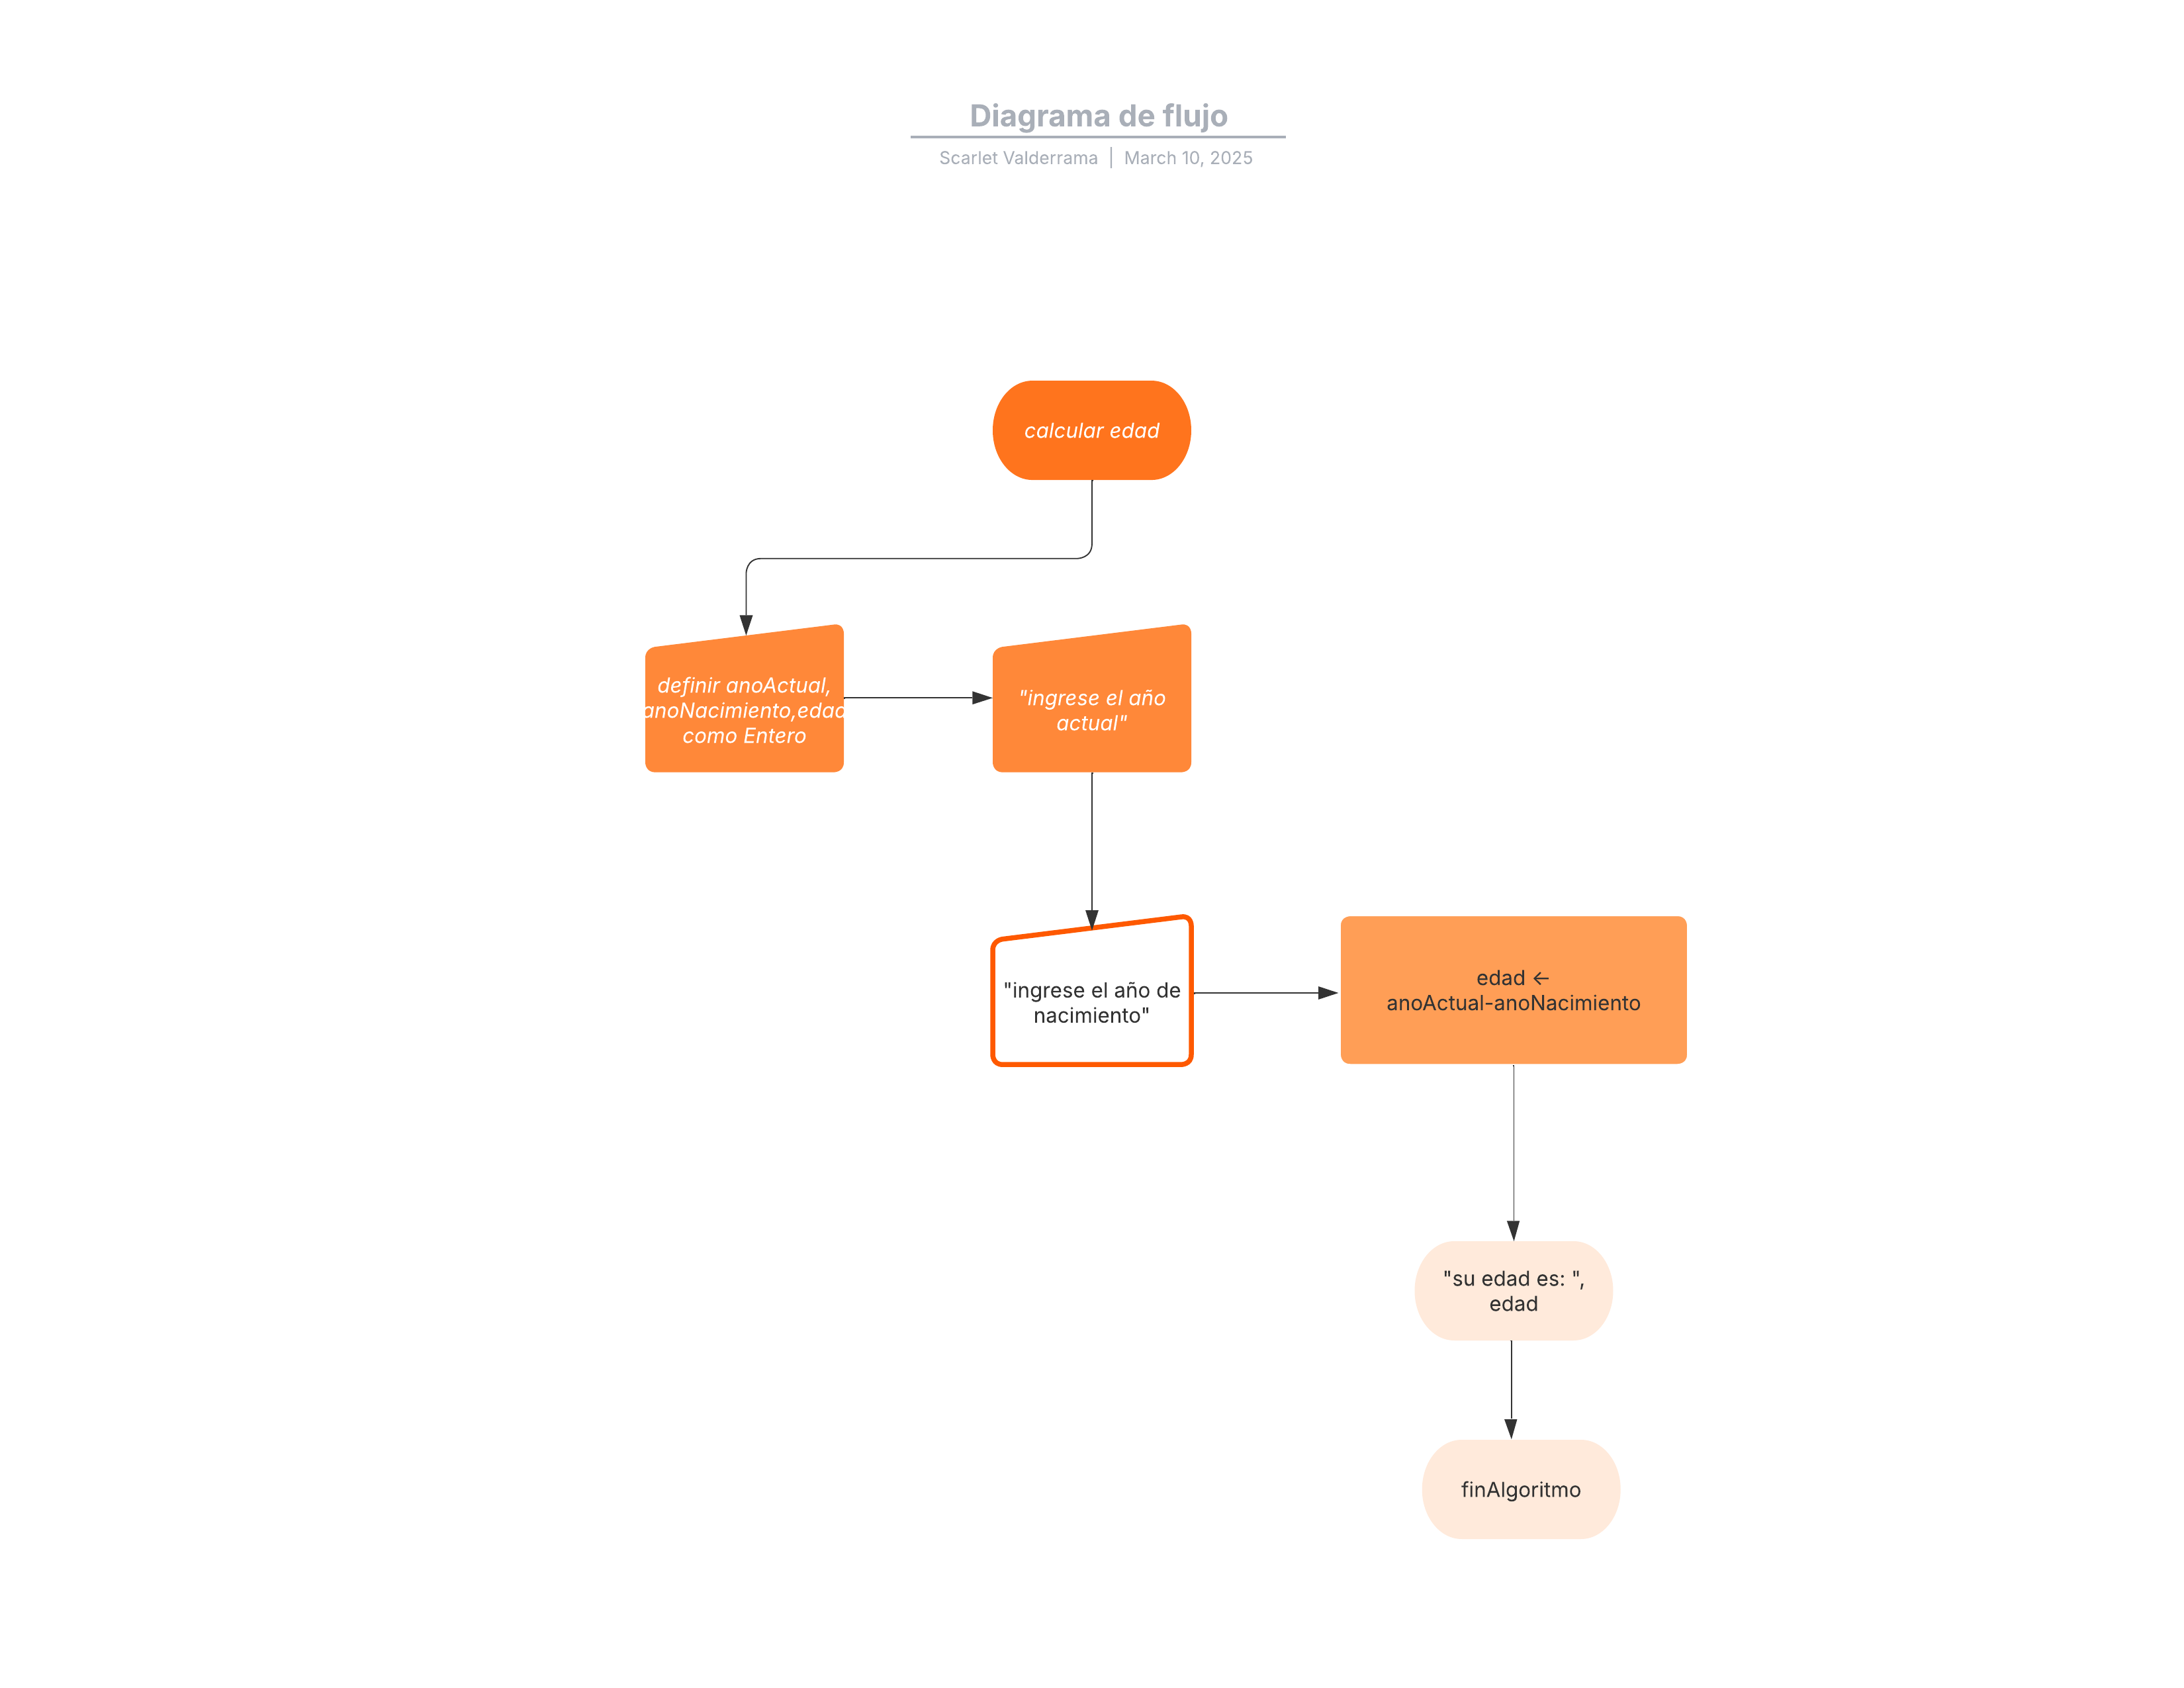 Diagrama de flujo
Scarlet Valderrama | March 10, 2025
calcular edad
definir anoActual,
anoNacimiento,edad
como Entero
"ingrese el año
actual"
"ingrese el año de
nacimiento"
edad ←
anoActual-anoNacimiento
"su edad es: ",
edad
finAlgoritmo